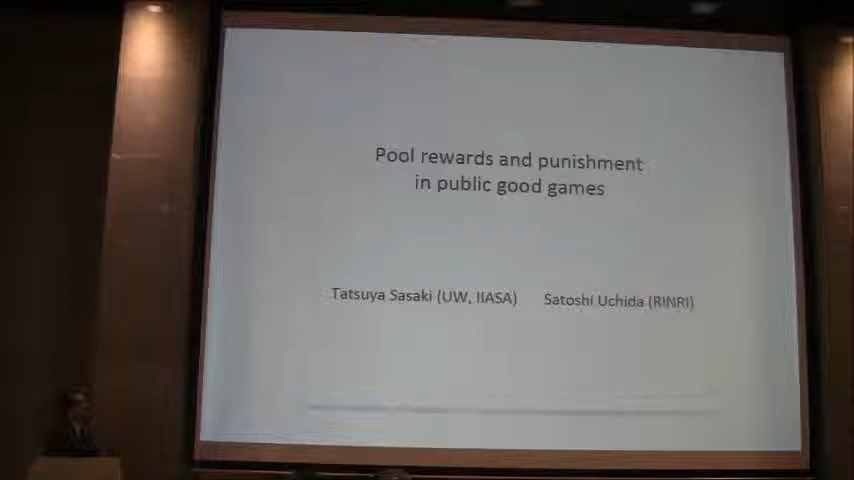 Pool rewards and punishment
in public good games
Tatsuya Sasaki (UW, IIASA) Satoshi Uchida (RINRI)